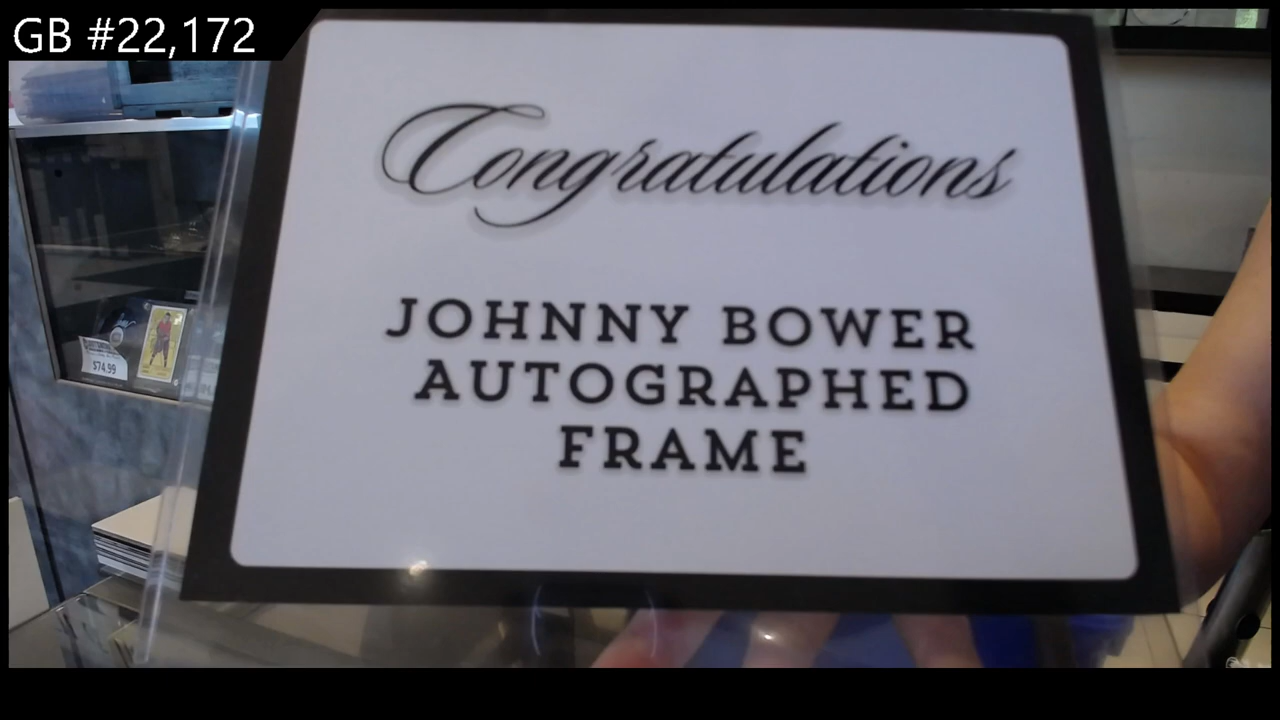 GB #22,172
Congratulations
JOHNNY BOWER
AUTOGRAPHED
FRAME
$74.99